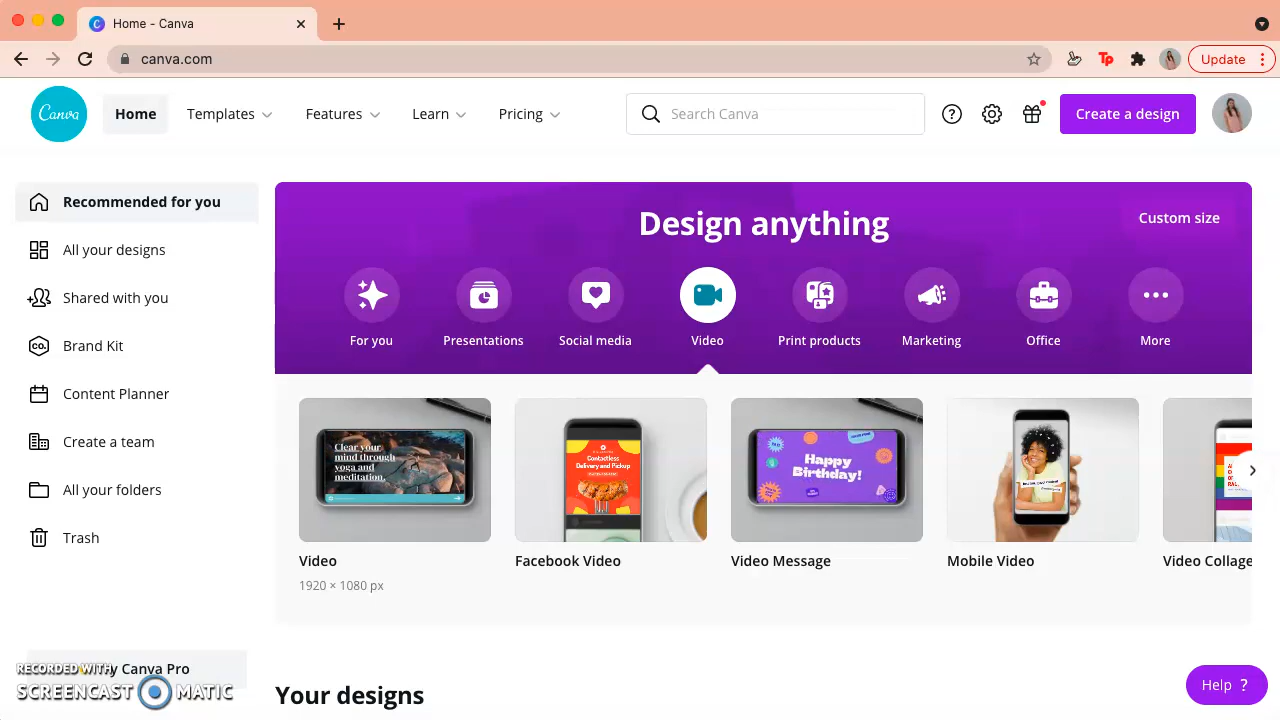 Home - Canva
canva.com
Tp
Update
Canva
Home
Templates
Features
Learn
Pricing
Search Canva
Create a design
Recommended for you
All your designs
Shared with you
Brand Kit
Content Planner
Create a team
All your folders
Trash
y Canva Pro
RECORDED WITH
SCREENCAST MATIC
Design anything
Custom size
For you
Presentations
Social media
Video
Print products
Marketing
Office
More
Clear your
mind through
yoga and
meditation.
Contactless
Delivery and Pickup
Happy
Birthday!
Video
Facebook Video
Video Message
Mobile Video
Video Collage
1920 × 1080 px
Your designs
Help ?